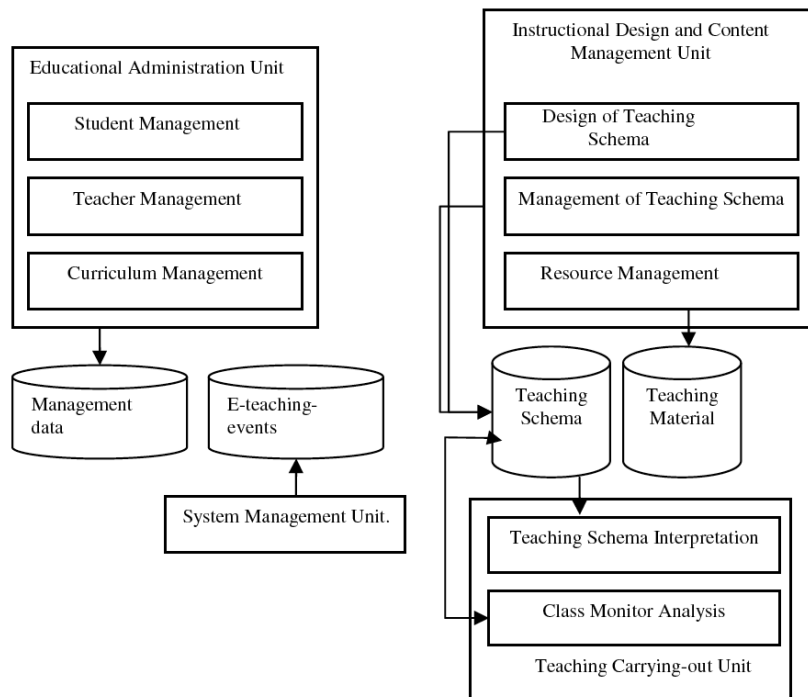 Educational Administration Unit
Student Management
Teacher Management
Curriculum Management
Management
data
E-teaching-
events
System Management Unit.
Instructional Design and Content
Management Unit
Design of Teaching
Schema
Management of Teaching Schema
Resource Management
Teaching
Schema
Teaching
Material
Teaching Schema Interpretation
Class Monitor Analysis
Teaching Carrying-out Unit